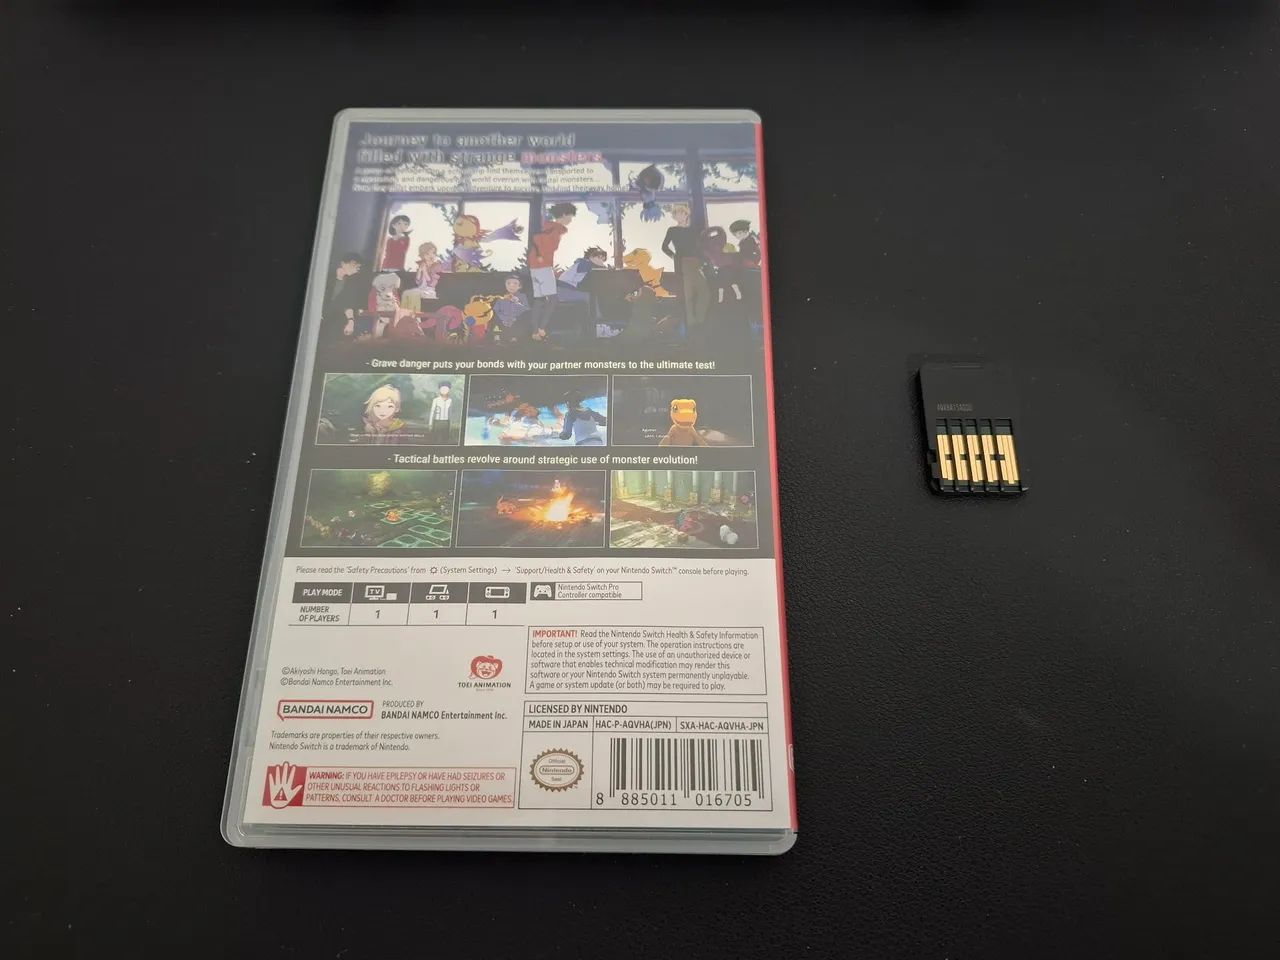 Journey to another world
filled with strange monsters
- Grave danger puts your bonds with your partner monsters to the ultimate test!
- Tactical battles revolve around strategic use of monster evolution!
Please read the 'Safety Precautions' from (System Settings) → 'Support/Health & Safety' on your Nintendo Switch™ console before playing.
PLAY MODE
TV
NUMBER
OF PLAYERS
1
1
1
Nintendo Switch Pro
Controller compatible
IMPORTANT! Read the Nintendo Switch Health & Safety Information
before setup or use of your system. The operation instructions are
located in the system settings. The use of an unauthorized device or
software that enables technical modification may render this
software or your Nintendo Switch system permanently unplayable.
A game or system update (or both) may be required to play.
©Akiyoshi Hongo, Toei Animation
©Bandai Namco Entertainment Inc.
TOEI ANIMATION
BANDAI NAMCO
PRODUCED BY
BANDAI NAMCO Entertainment Inc.
Trademarks are properties of their respective owners.
Nintendo Switch is a trademark of Nintendo.
WARNING: IF YOU HAVE EPILEPSY OR HAVE HAD SEIZURES OR
OTHER UNUSUAL REACTIONS TO FLASHING LIGHTS OR
PATTERNS, CONSULT A DOCTOR BEFORE PLAYING VIDEO GAMES.
LICENSED BY NINTENDO
MADE IN JAPAN HAC-P-AQVHA(JPN) SXA-HAC-AQVHA-JPN
Official
Nintendo
Seal
8 885011 016705